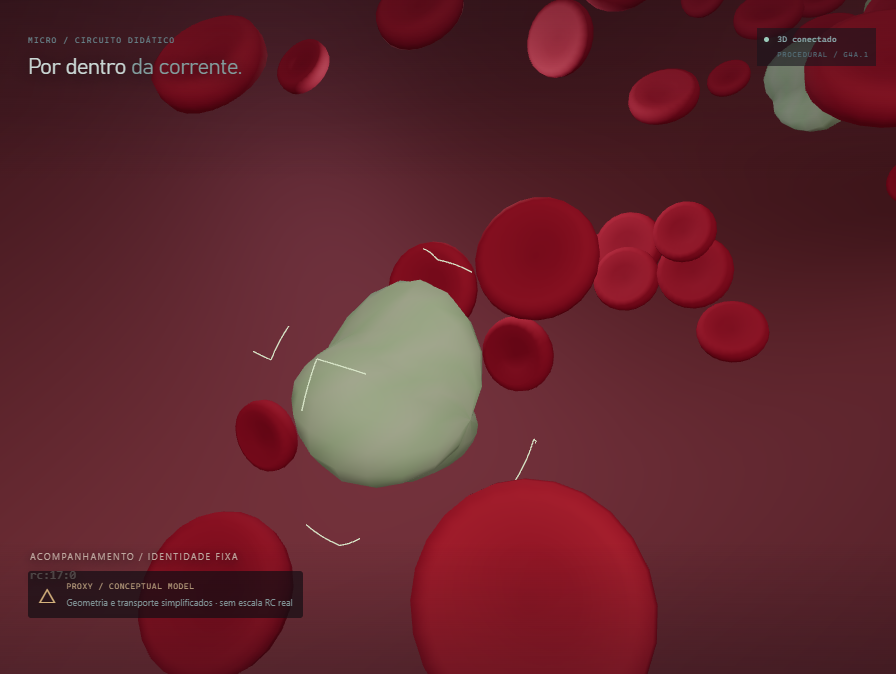 MICRO / CIRCUITO DIDÁTICO
Por dentro da corrente.
3D conectado
PROCEDURAL / G4A.1
ACOMPANHAMENTO / IDENTIDADE FIXA
rc:17:0
PROXY / CONCEPTUAL MODEL
Geometria e transporte simplificados · sem escala RC real